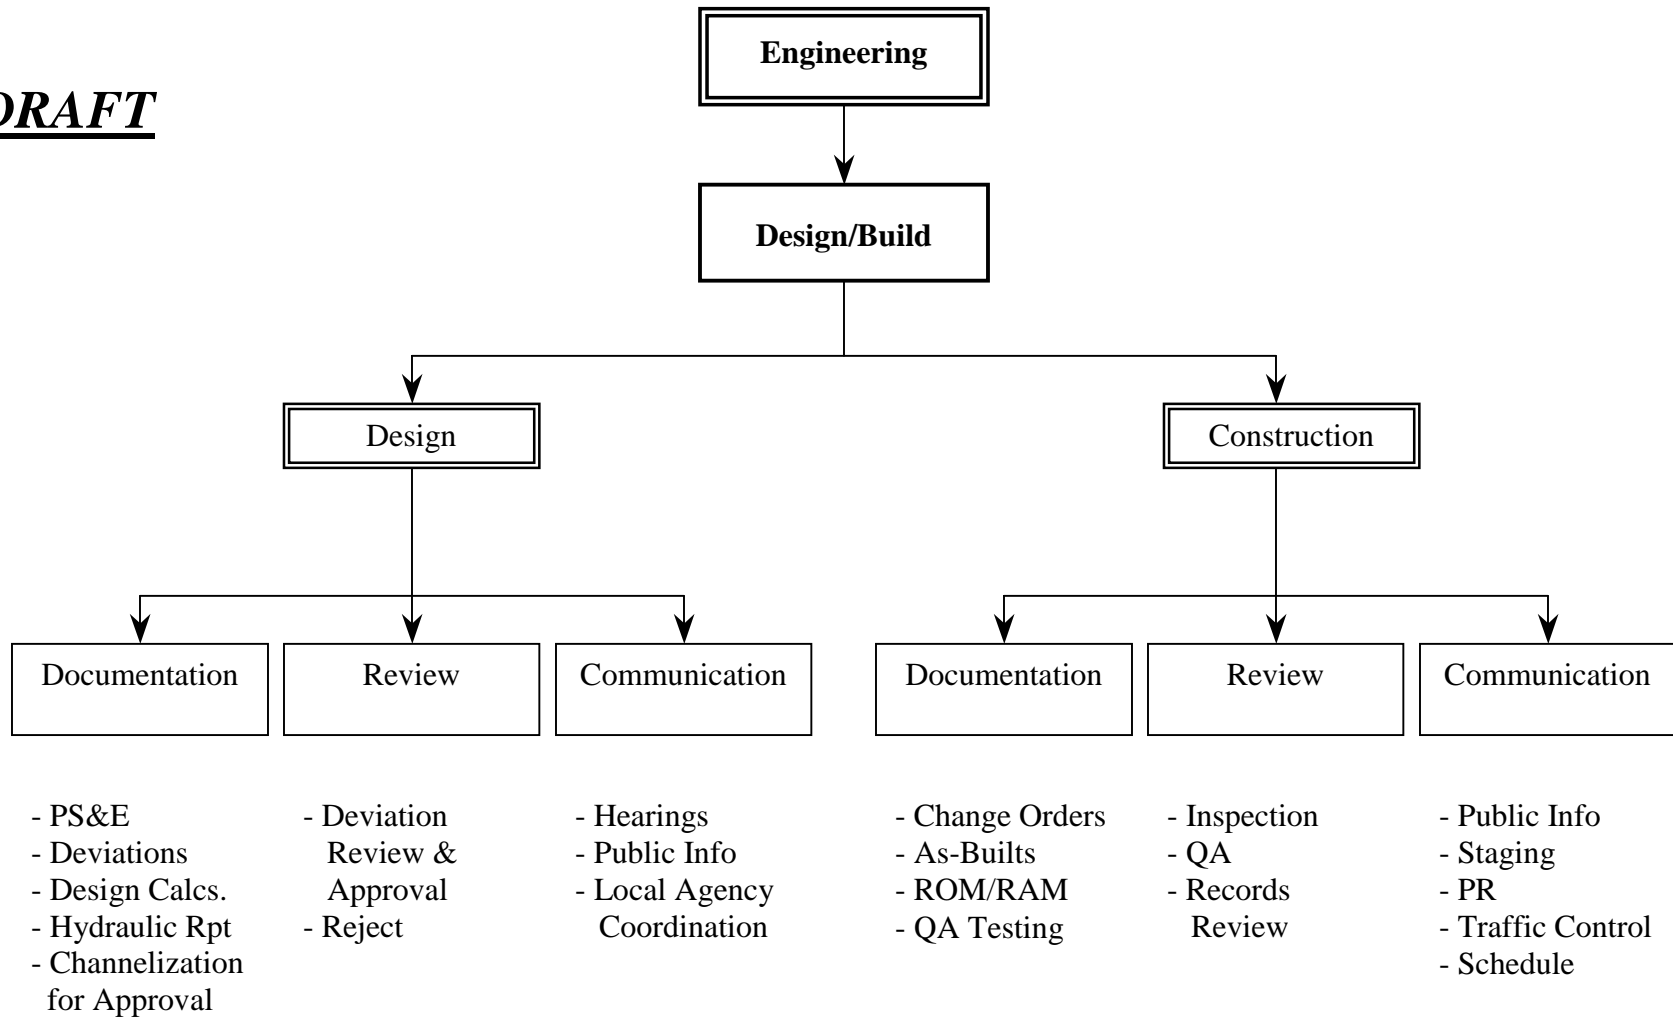 Engineering
DRAFT
Design/Build
Design
Construction
Documentation
Review
Communication
Documentation
Review
Communication
- PS&E
- Deviations
- Design Calcs.
- Hydraulic Rpt
- Channelization
for Approval
- Deviation
Review &
Approval
- Reject
- Hearings
- Public Info
- Local Agency
Coordination
- Change Orders
- As-Builts
- ROM/RAM
- QA Testing
- Inspection
- QA
- Records
Review
- Public Info
- Staging
- PR
- Traffic Control
- Schedule